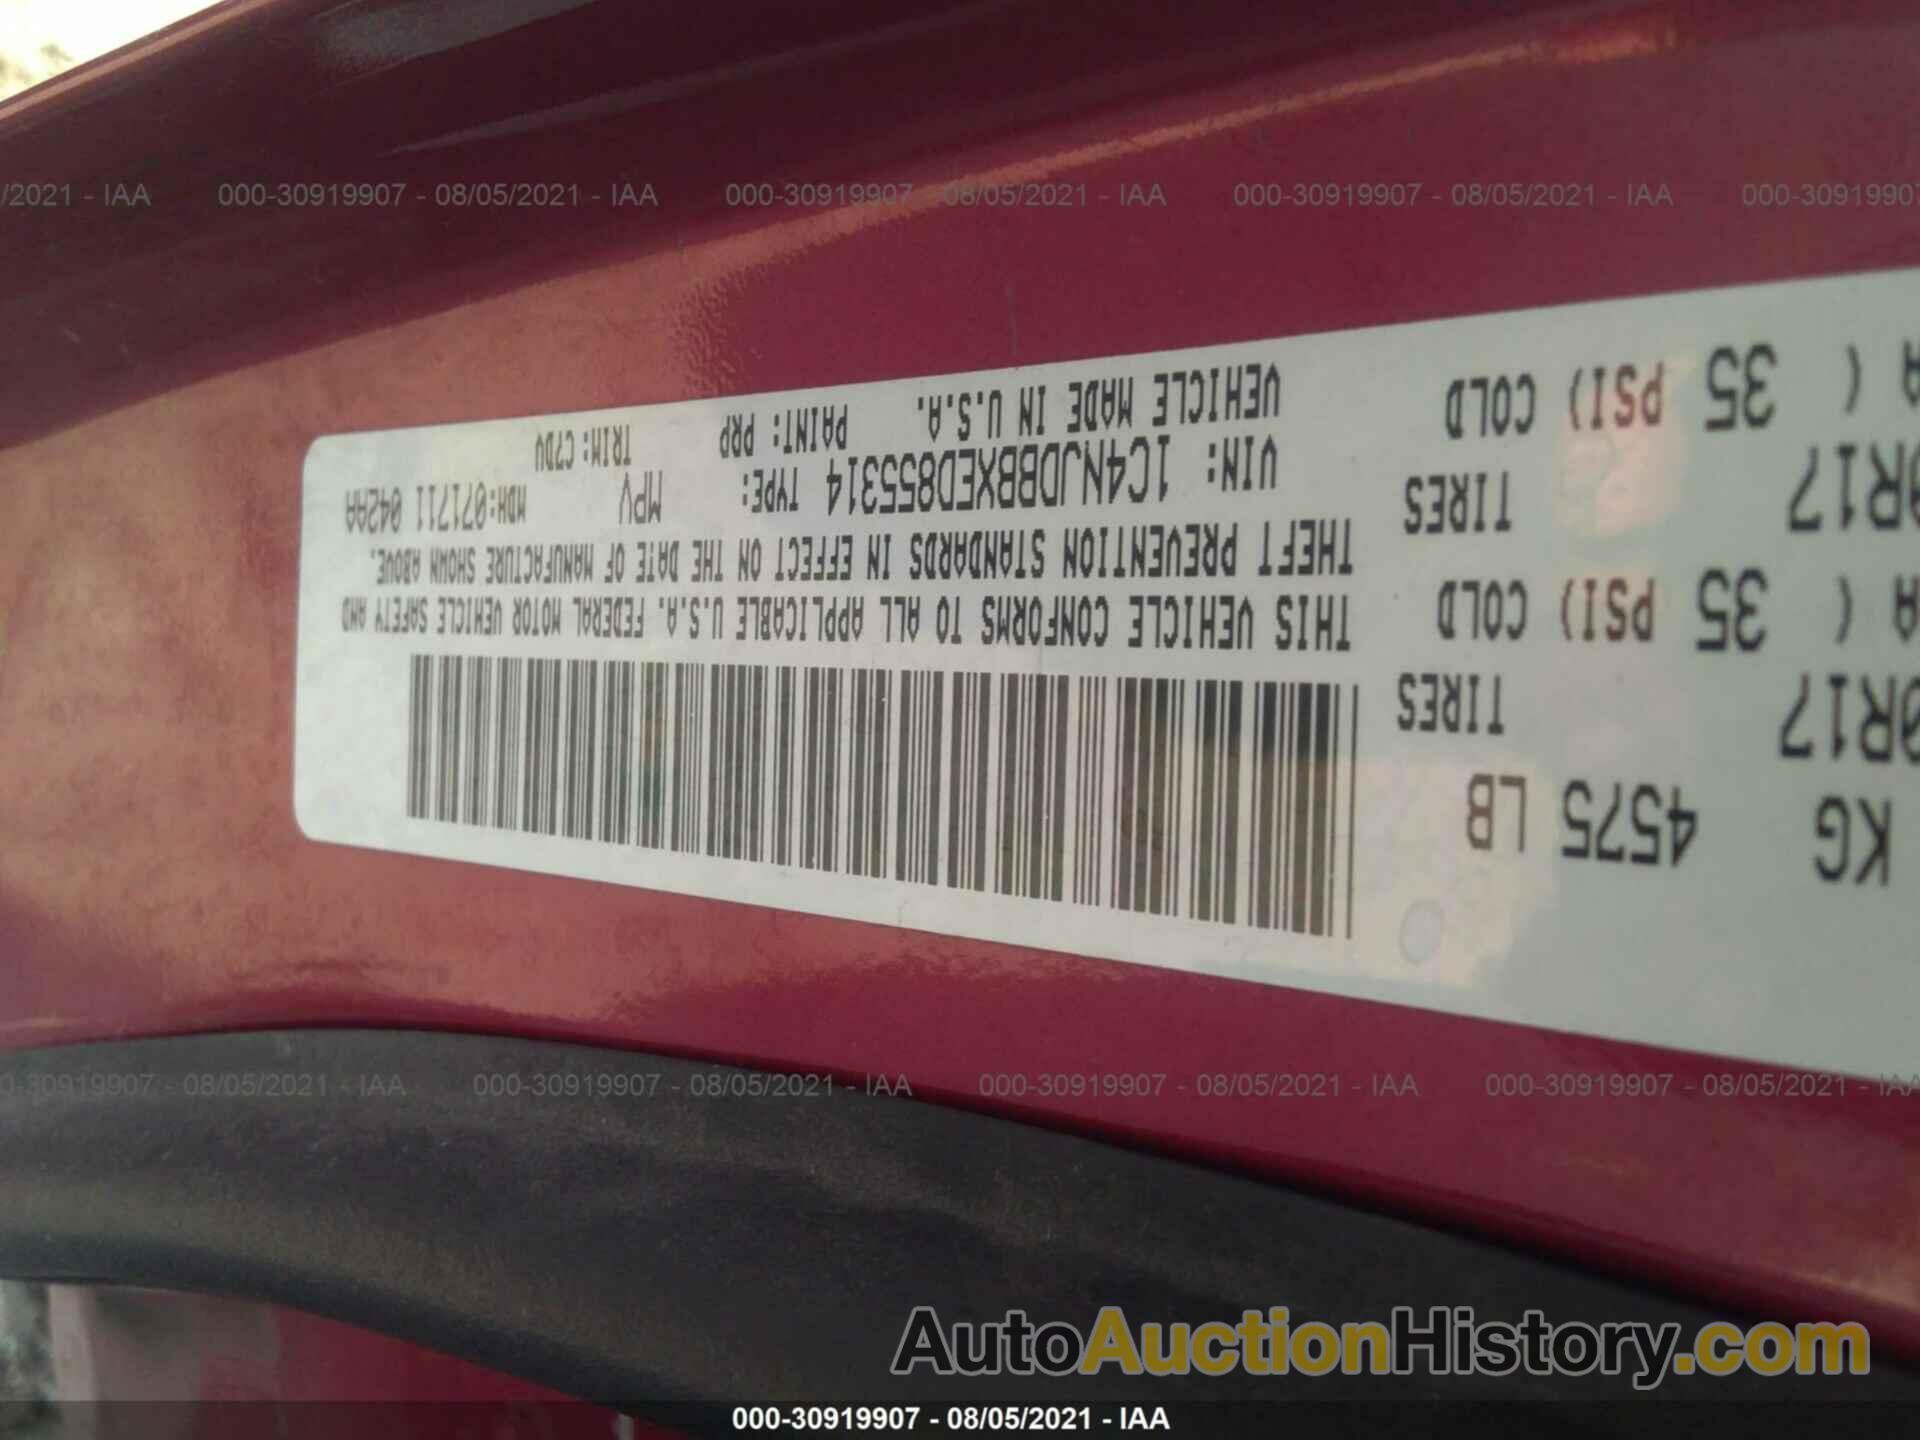 /2021 - IAA 000-30919907 - 08/05/2021 - IAA 000-30919907 - 08/05/2021 - IAA 000-30919907 - 08/05/2021 - IAA 000-30919907
KG 4575 LB
0R17 TIRES
A ( 35 PSI) COLD
0R17 TIRES
A ( 35 PSI) COLD
THIS VEHICLE CONFORMS TO ALL APPLICABLE U.S.A. FEDERAL MOTOR VEHICLE SAFETY AND
THEFT PREVENTION STANDARDS IN EFFECT ON THE DATE OF MANUFACTURE SHOWN ABOVE.
VIN: 1C4NJDBBXED855314 TYPE: MPV MDH:071711 042AA
VEHICLE MADE IN U.S.A. PAINT: PRP TRIM: C7DV
0-30919907 - 08/05/2021 - IAA 000-30919907 - 08/05/2021 - IAA 000-30919907 - 08/05/2021 - IAA 000-30919907 - 08/05/2021 - IAA
AutoAuctionHistory.com
000-30919907 - 08/05/2021 - IAA